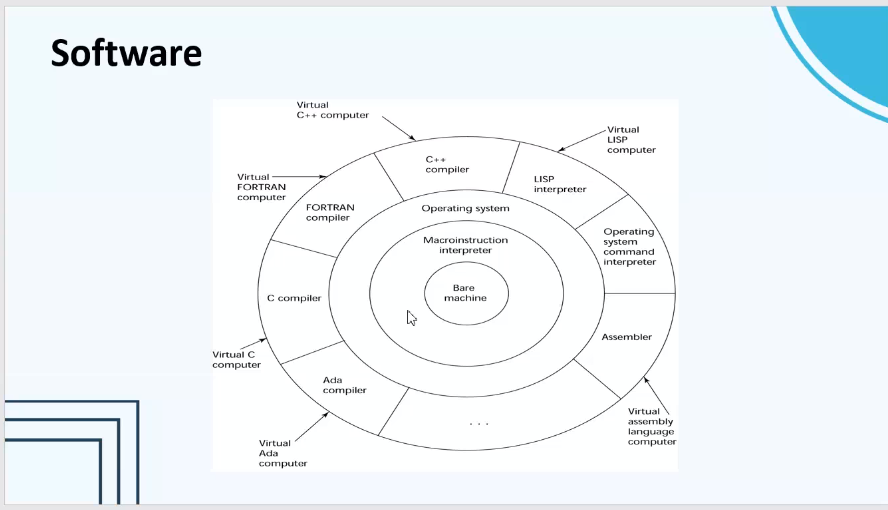 Software
Virtual
C++ computer
Virtual
LISP
computer
C++
compiler
Virtual
FORTRAN
computer
LISP
interpreter
FORTRAN
compiler
Operating system
Operating
system
command
interpreter
Macroinstruction
interpreter
Bare
machine
C compiler
Assembler
Virtual C
computer
Ada
compiler
. . .
Virtual
assembly
language
computer
Virtual
Ada
computer